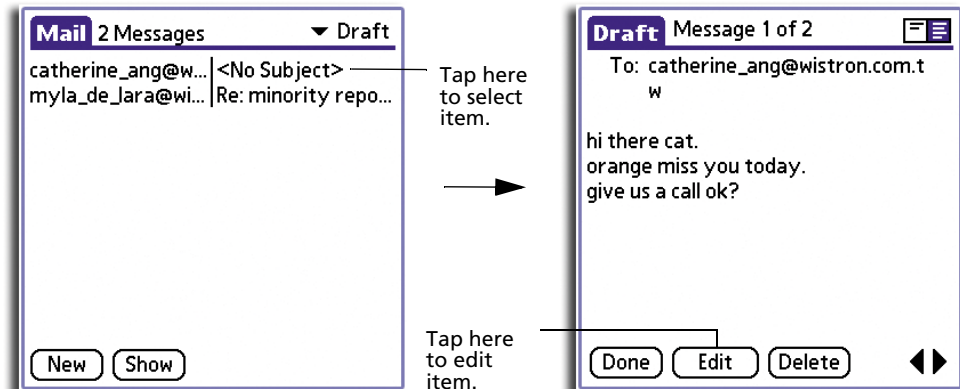 Mail 2 Messages Draft
catherine_ang@w... <No Subject>
myla_de_lara@wi... Re: minority repo...
New Show
Tap here
to select
item.
Tap here
to edit
item.
Draft Message 1 of 2
To: catherine_ang@wistron.com.t
w
hi there cat.
orange miss you today.
give us a call ok?
Done Edit Delete